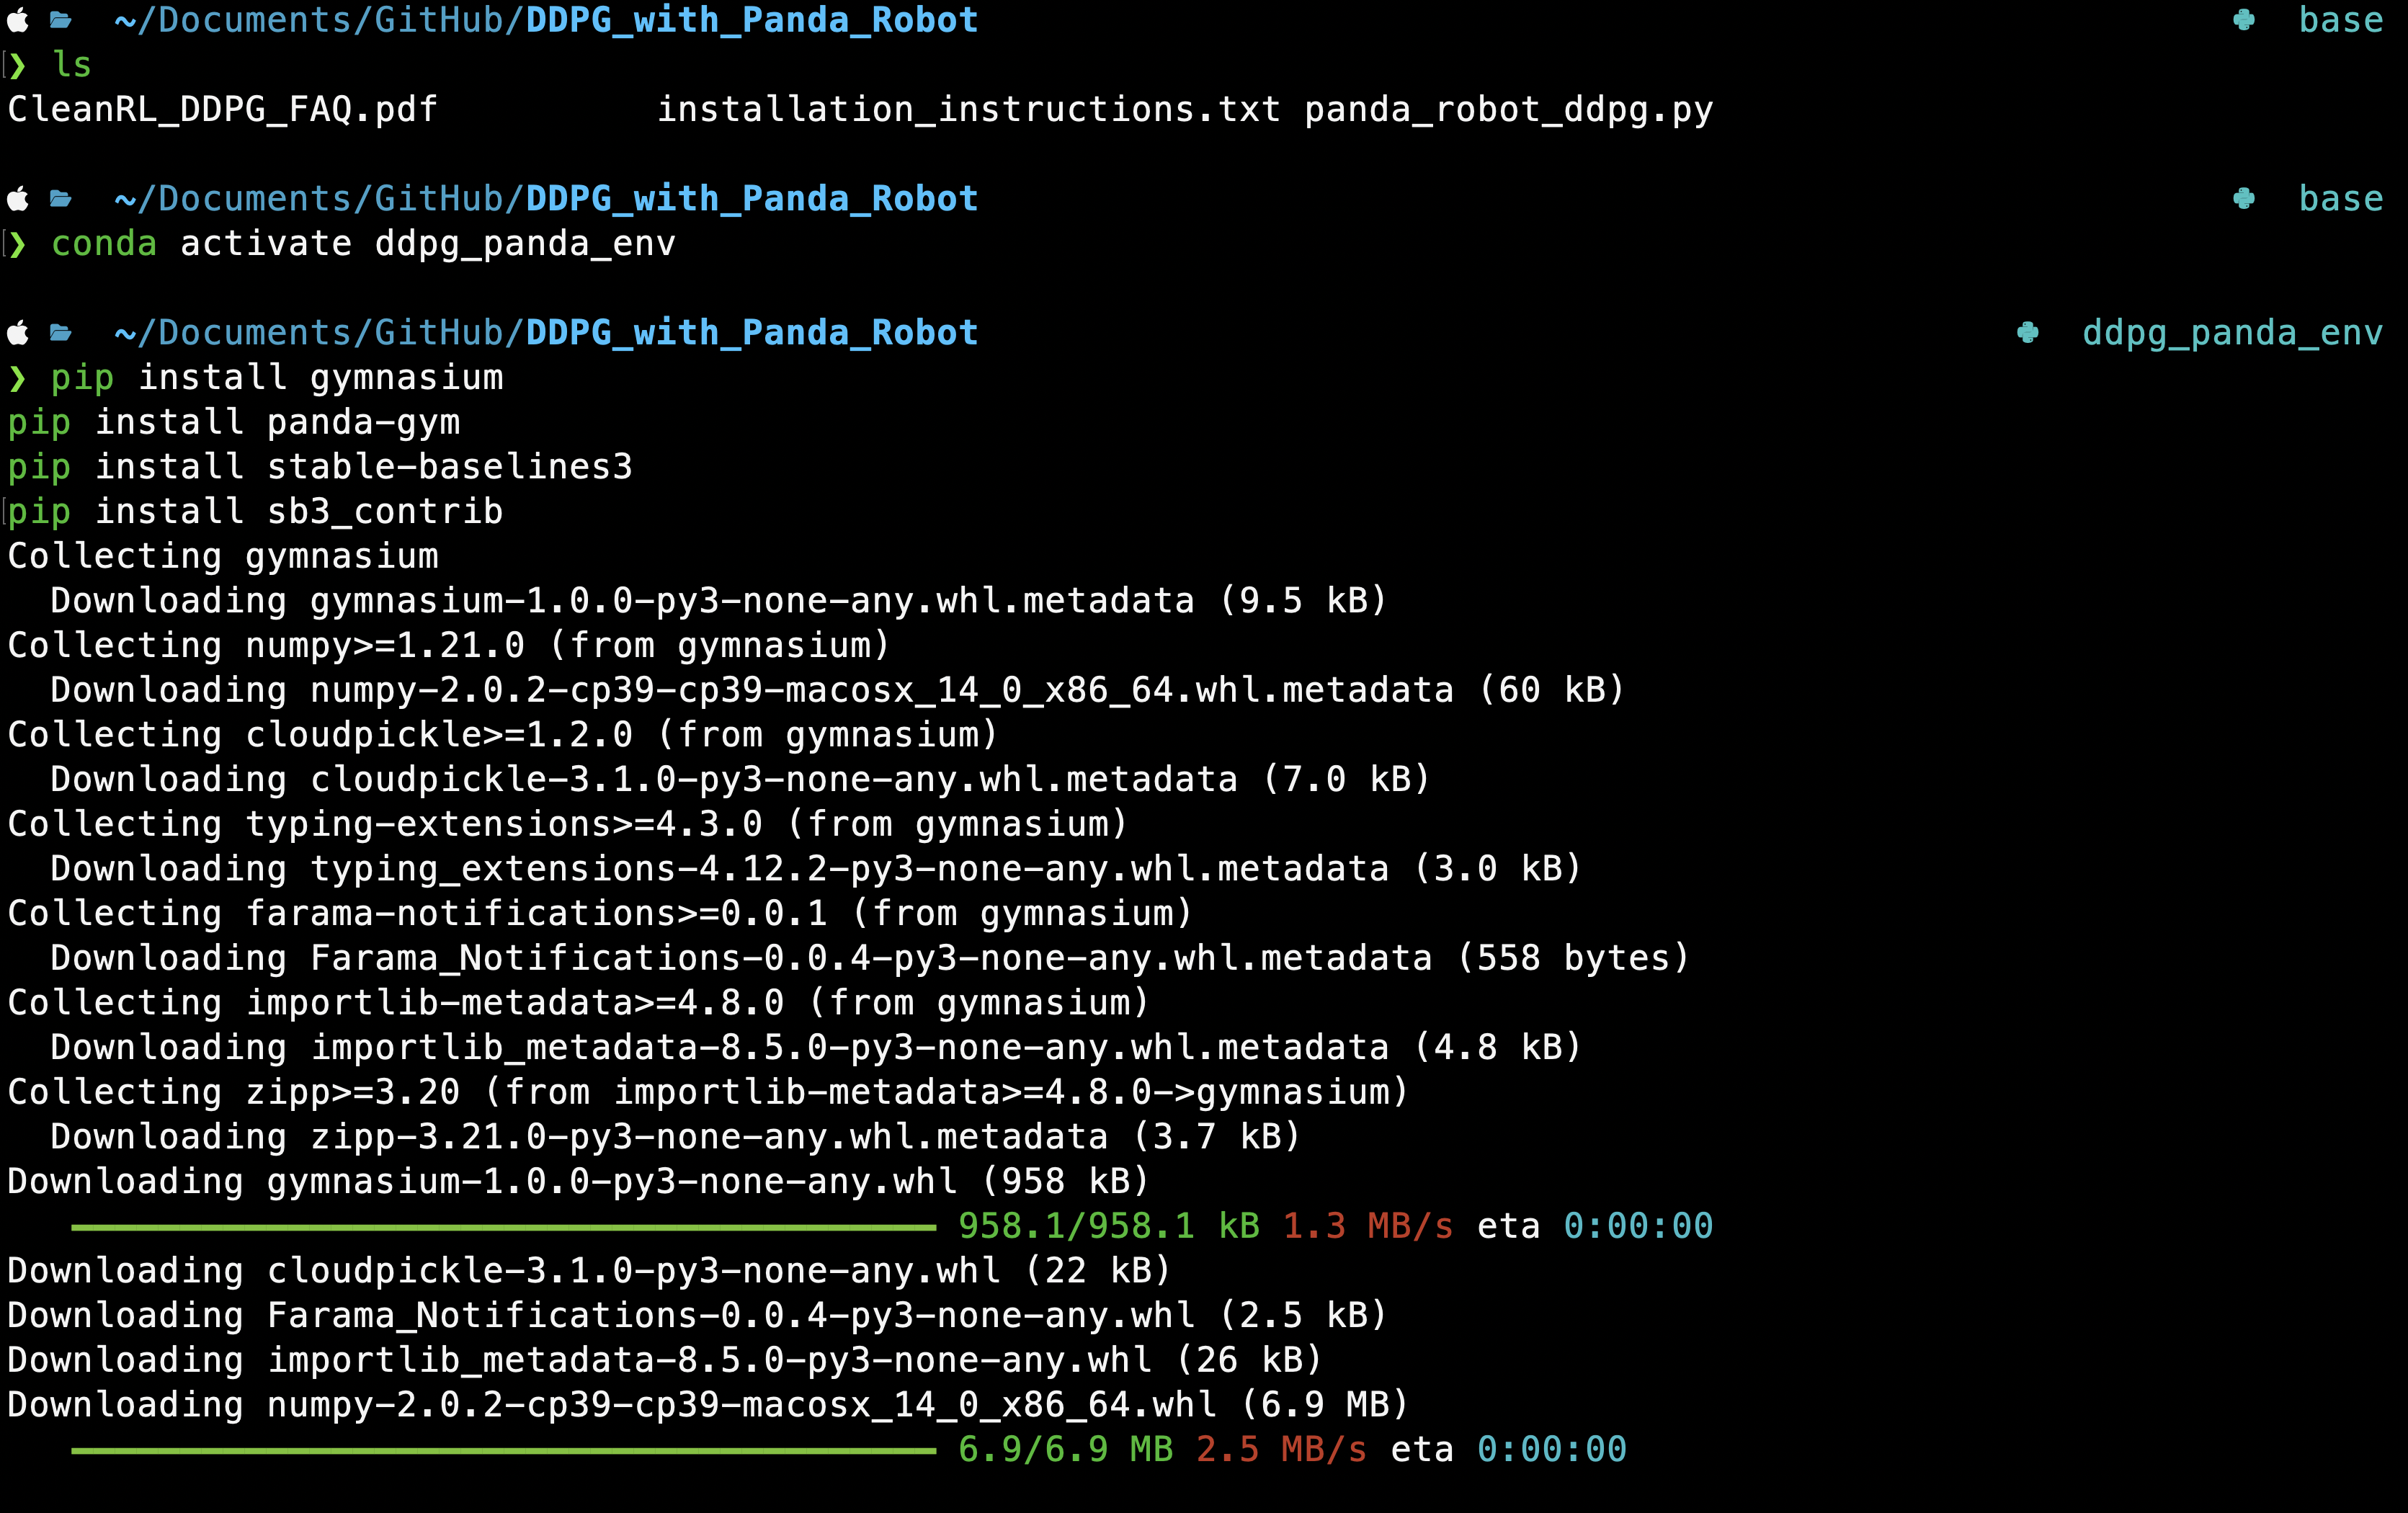 ~/Documents/GitHub/DDPG_with_Panda_Robot base
❯ ls
CleanRL_DDPG_FAQ.pdf installation_instructions.txt panda_robot_ddpg.py
~/Documents/GitHub/DDPG_with_Panda_Robot base
❯ conda activate ddpg_panda_env
~/Documents/GitHub/DDPG_with_Panda_Robot ddpg_panda_env
❯ pip install gymnasium
pip install panda-gym
pip install stable-baselines3
pip install sb3_contrib
Collecting gymnasium
  Downloading gymnasium-1.0.0-py3-none-any.whl.metadata (9.5 kB)
Collecting numpy>=1.21.0 (from gymnasium)
  Downloading numpy-2.0.2-cp39-cp39-macosx_14_0_x86_64.whl.metadata (60 kB)
Collecting cloudpickle>=1.2.0 (from gymnasium)
  Downloading cloudpickle-3.1.0-py3-none-any.whl.metadata (7.0 kB)
Collecting typing-extensions>=4.3.0 (from gymnasium)
  Downloading typing_extensions-4.12.2-py3-none-any.whl.metadata (3.0 kB)
Collecting farama-notifications>=0.0.1 (from gymnasium)
  Downloading Farama_Notifications-0.0.4-py3-none-any.whl.metadata (558 bytes)
Collecting importlib-metadata>=4.8.0 (from gymnasium)
  Downloading importlib_metadata-8.5.0-py3-none-any.whl.metadata (4.8 kB)
Collecting zipp>=3.20 (from importlib-metadata>=4.8.0->gymnasium)
  Downloading zipp-3.21.0-py3-none-any.whl.metadata (3.7 kB)
Downloading gymnasium-1.0.0-py3-none-any.whl (958 kB)
958.1/958.1 kB 1.3 MB/s eta 0:00:00
Downloading cloudpickle-3.1.0-py3-none-any.whl (22 kB)
Downloading Farama_Notifications-0.0.4-py3-none-any.whl (2.5 kB)
Downloading importlib_metadata-8.5.0-py3-none-any.whl (26 kB)
Downloading numpy-2.0.2-cp39-cp39-macosx_14_0_x86_64.whl (6.9 MB)
6.9/6.9 MB 2.5 MB/s eta 0:00:00